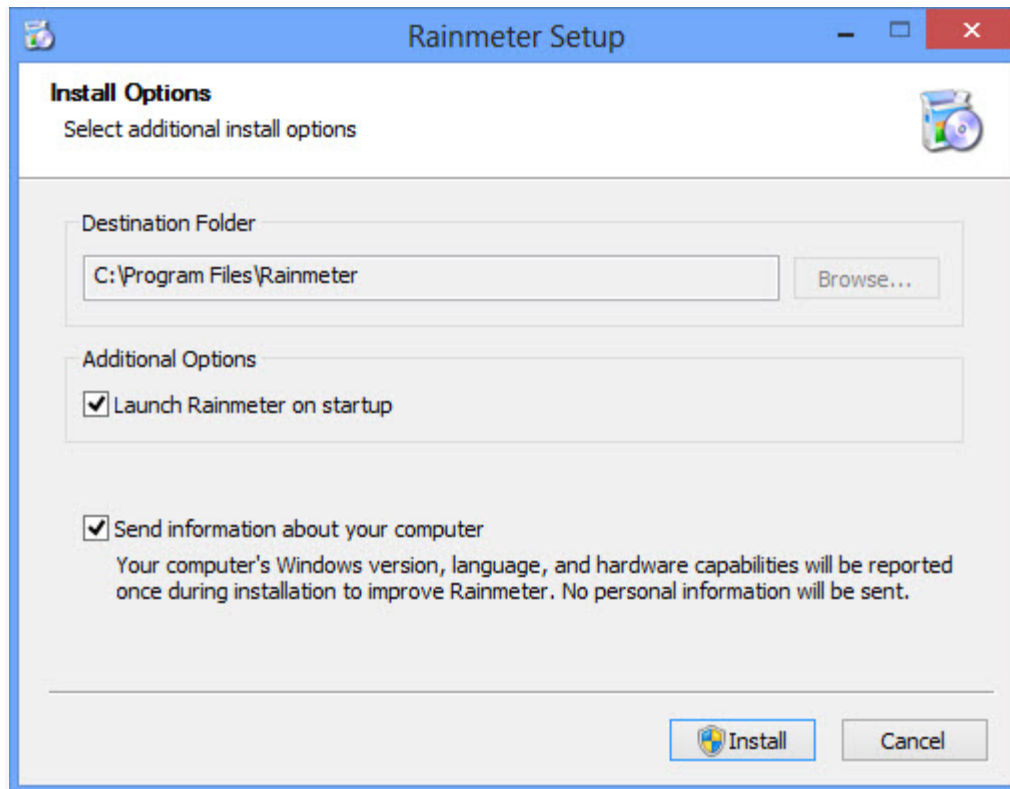 Rainmeter Setup
Install Options
Select additional install options
Destination Folder
C:\Program Files\Rainmeter
Browse...
Additional Options
Launch Rainmeter on startup
Send information about your computer
Your computer's Windows version, language, and hardware capabilities will be reported
once during installation to improve Rainmeter. No personal information will be sent.
Install
Cancel